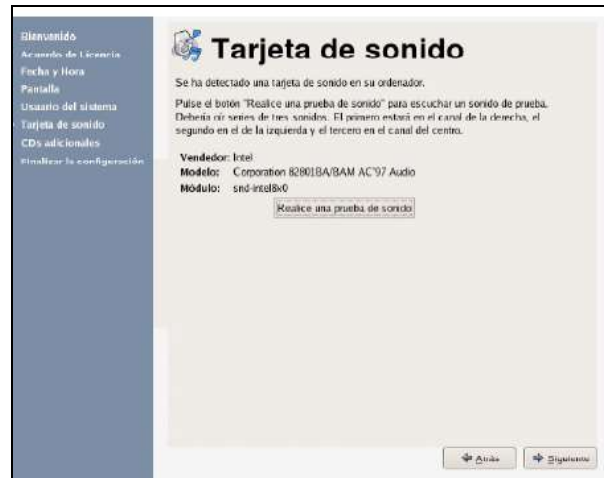 Bienvenido
Acuerdo de Licencia
Fecha y Hora
Pantalla
Usuario del sistema
Tarjeta de sonido
CDs adicionales
Finalizar la configuración
Tarjeta de sonido
Se ha detectado una tarjeta de sonido en su ordenador.
Pulse el botón "Realice una prueba de sonido" para escuchar un sonido de prueba.
Debería oír series de tres sonidos. El primero estará en el canal de la derecha, el
segundo en el de la izquierda y el tercero en el canal del centro.
Vendedor: Intel
Modelo: Corporation 82801BA/BAM AC'97 Audio
Módulo: snd-intel8x0
Realice una prueba de sonido
Atrás
Siguiente